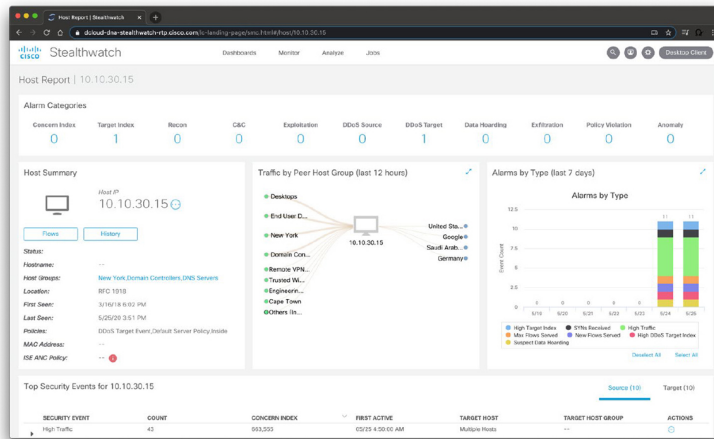 Host Report | Stealthwatch
dcloud-dna-stealthwatch-rtp.cisco.com/lc-landing-page/smc.html#/host/10.10.30.15
cisco Stealthwatch
Dashboards Monitor Analyze Jobs
Desktop Client
Host Report | 10.10.30.15
Alarm Categories
Concern Index Target Index Recon C&C Exploitation DDoS Source DDoS Target Data Hoarding Exfiltration Policy Violation Anomaly
0 1 0 0 0 0 1 0 0 0 0
Host Summary
Host IP
10.10.30.15
Flows History
Status:
Hostname: --
Host Groups: New York Domain Controllers,DNS Servers
Location: RFC 1918
First Seen: 3/16/18 6:02 PM
Last Seen: 5/25/20 3:51 PM
Policies: DDoS Target Event,Default Server Policy,Inside
MAC Address: --
ISE ANC Policy: --
Traffic by Peer Host Group (last 12 hours)
Desktops
End User D...
New York
Domain Con...
Remote VPN...
Trusted Wi...
Engineerin...
Cape Town
Others (in...
10.10.30.15
United Sta...
Google
Saudi Arab...
Germany
Alarms by Type (last 7 days)
Alarms by Type
Event Count
12.5
10
7.5
5
2.5
0
0 0 0 0 0 11 11
5/19 5/20 5/21 5/22 5/23 5/24 5/25
High Target Index SYNs Received High Traffic
Max Flows Served New Flows Served High DDoS Target Index
Suspect Data Hoarding
Deselect All Select All
Top Security Events for 10.10.30.15
Source (10) Target (10)
SECURITY EVENT COUNT CONCERN INDEX FIRST ACTIVE TARGET HOST TARGET HOST GROUP ACTIONS
High Traffic 43 Multiple Hosts --